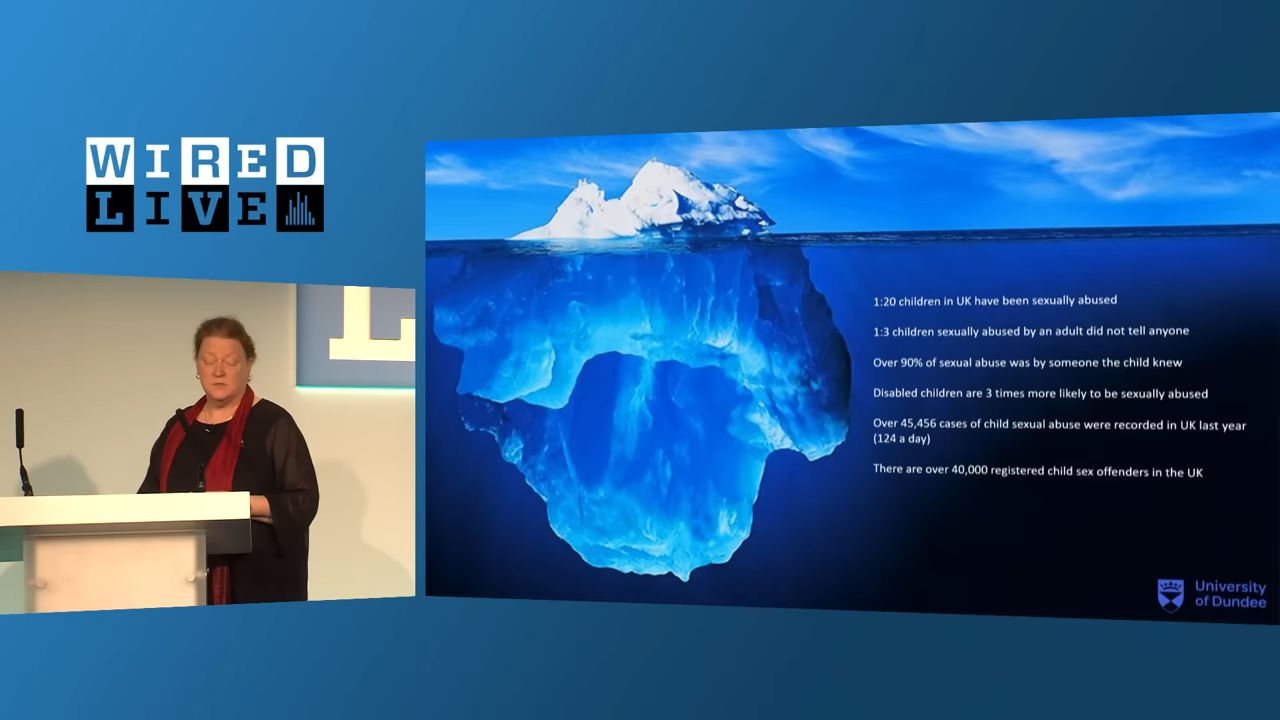 WIRED
LIVE
L
1:20 children in UK have been sexually abused
1:3 children sexually abused by an adult did not tell anyone
Over 90% of sexual abuse was by someone the child knew
Disabled children are 3 times more likely to be sexually abused
Over 45,456 cases of child sexual abuse were recorded in UK last year
(124 a day)
There are over 40,000 registered child sex offenders in the UK
University
of Dundee